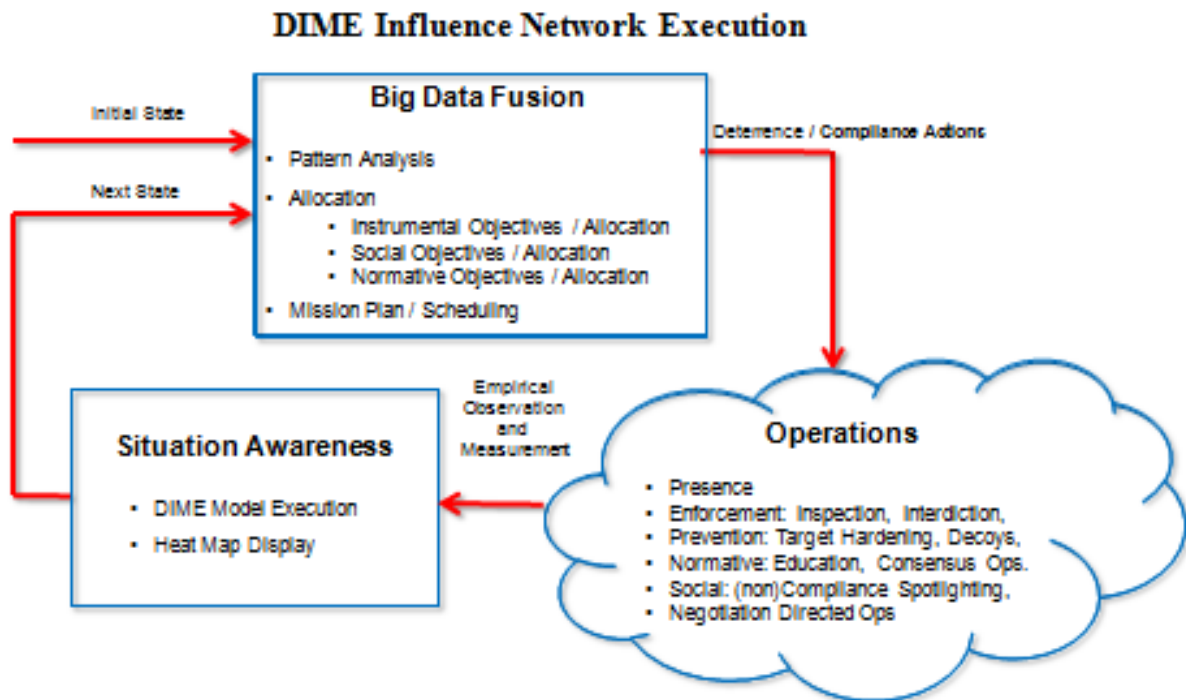 DIME Influence Network Execution
Big Data Fusion
Initial State
Deterrence / Compliance Actions
• Pattern Analysis
Next State
• Allocation
• Instrumental Objectives / Allocation
• Social Objectives / Allocation
• Normative Objectives / Allocation
• Mission Plan / Scheduling
Empirical
Observation
and
Measurement
Situation Awareness
• DIME Model Execution
• Heat Map Display
Operations
• Presence
• Enforcement: Inspection, Interdiction,
• Prevention: Target Hardening, Decoys,
• Normative: Education, Consensus Ops.
• Social: (non)Compliance Spotlighting,
• Negotiation Directed Ops